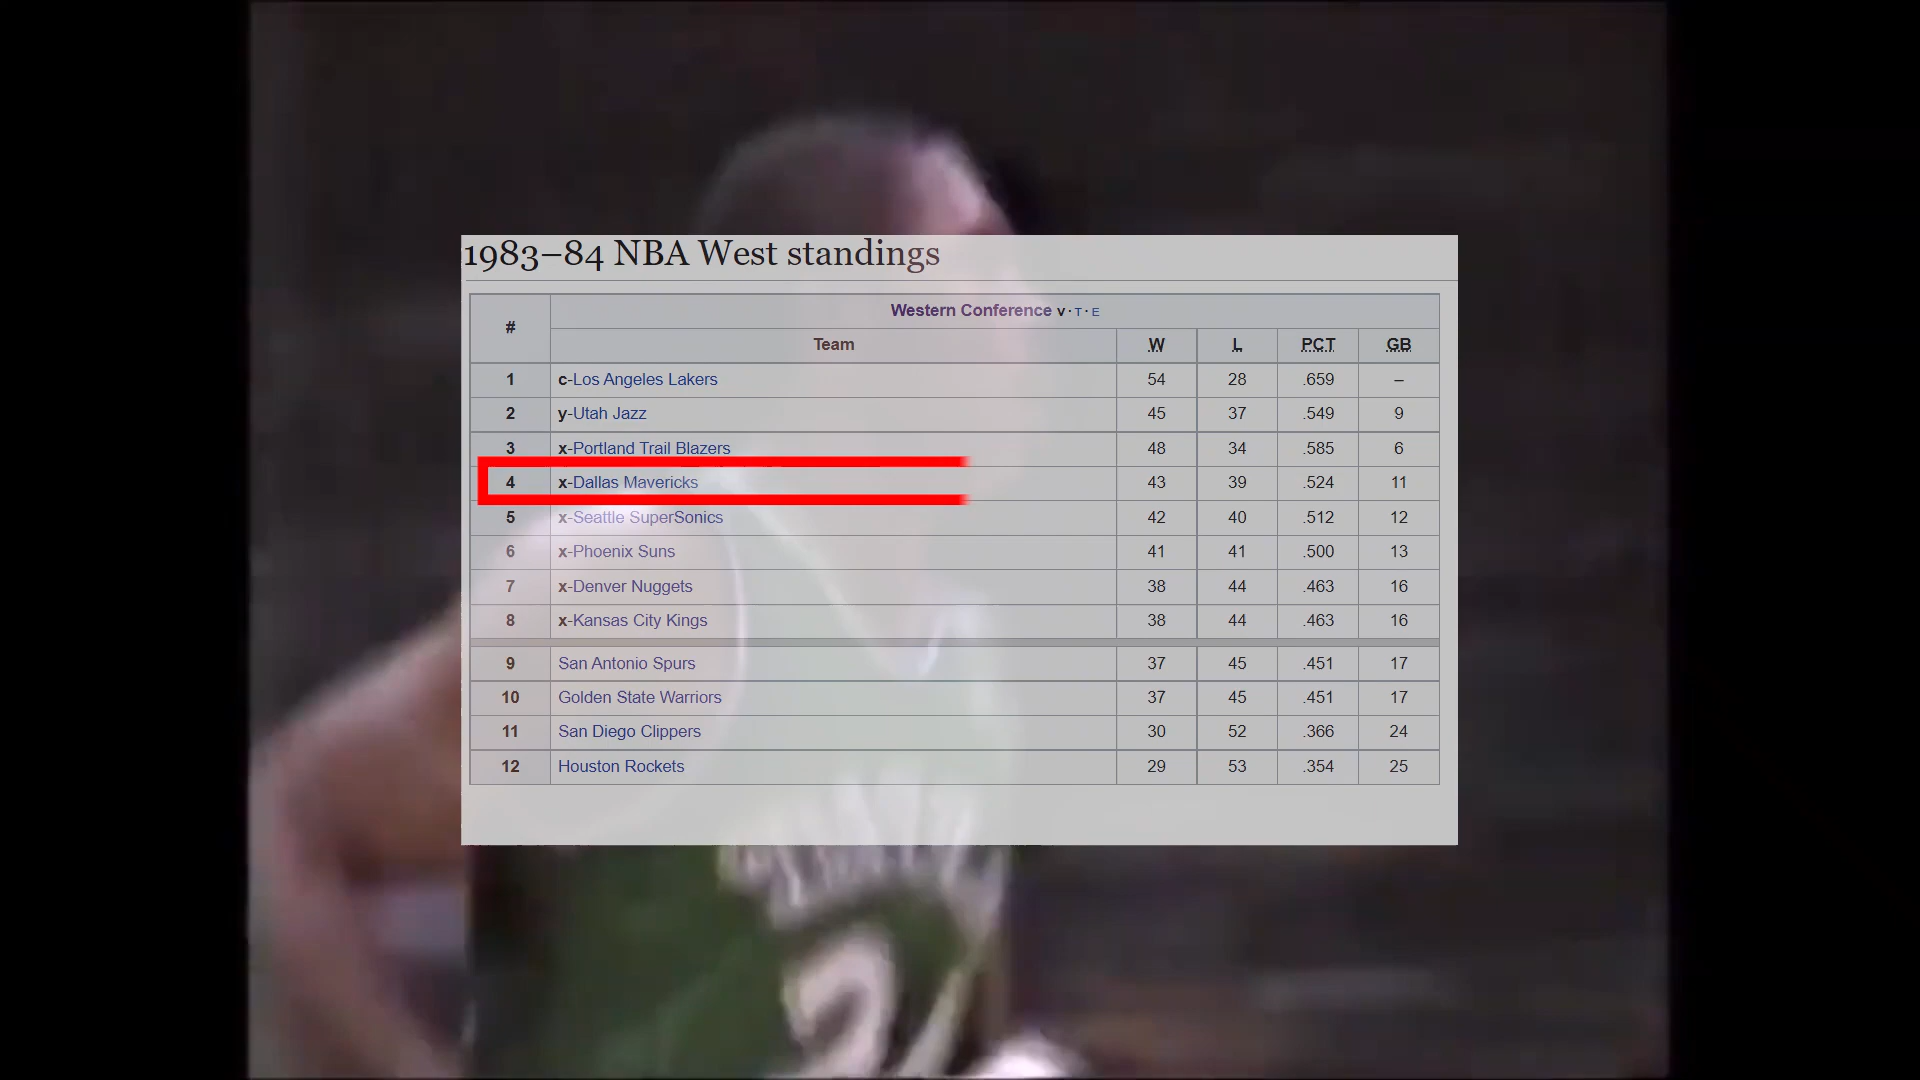 1983–84 NBA West standings
# Western Conference V · T · E
Team W L PCT GB
1 c-Los Angeles Lakers 54 28 .659 –
2 y-Utah Jazz 45 37 .549 9
3 x-Portland Trail Blazers 48 34 .585 6
4 x-Dallas Mavericks 43 39 .524 11
5 x-Seattle SuperSonics 42 40 .512 12
6 x-Phoenix Suns 41 41 .500 13
7 x-Denver Nuggets 38 44 .463 16
8 x-Kansas City Kings 38 44 .463 16
9 San Antonio Spurs 37 45 .451 17
10 Golden State Warriors 37 45 .451 17
11 San Diego Clippers 30 52 .366 24
12 Houston Rockets 29 53 .354 25